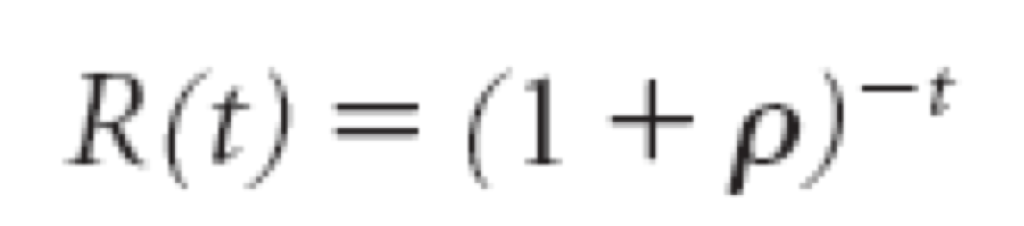 R(t) = (1 + ρ)^{-t}